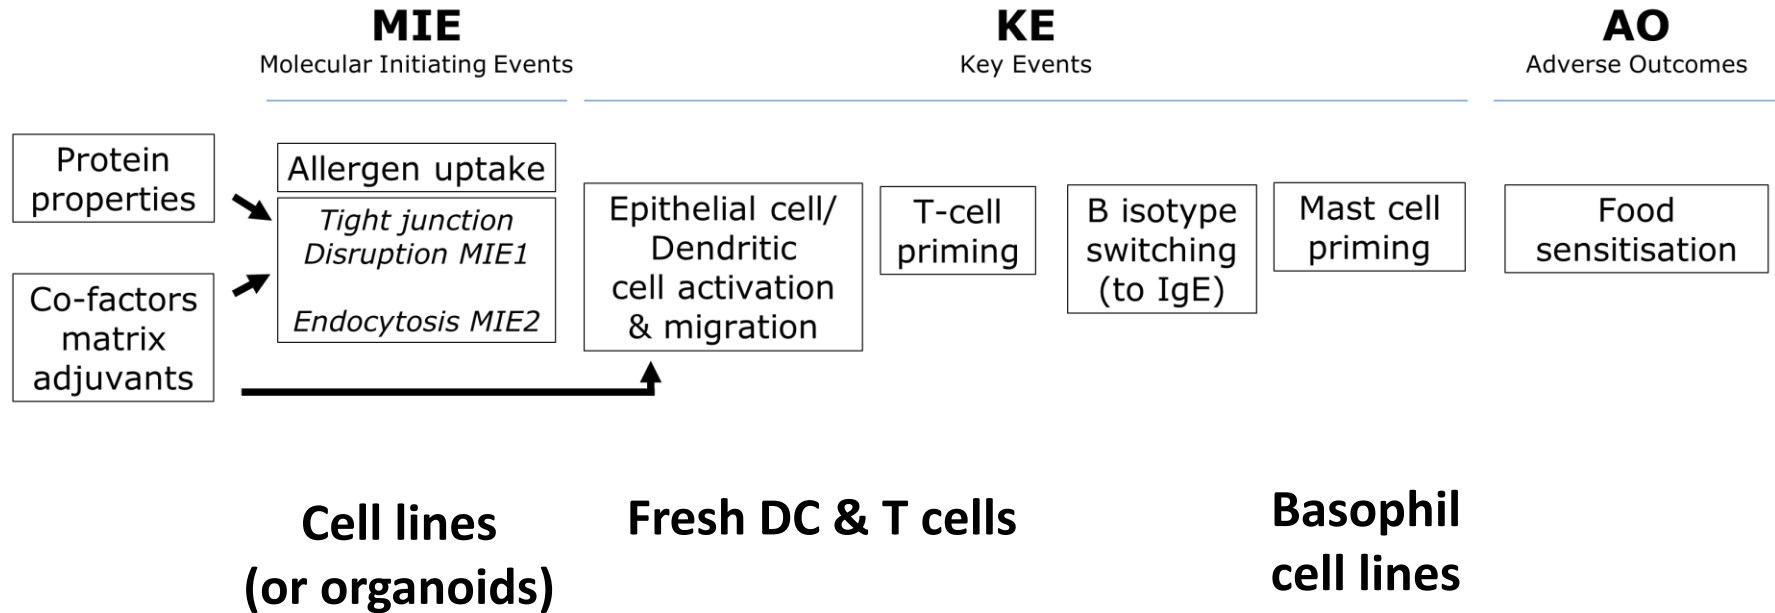 MIE
Molecular Initiating Events
KE
Key Events
AO
Adverse Outcomes
Protein
properties
Co-factors
matrix
adjuvants
Allergen uptake
Tight junction
Disruption MIE1
Endocytosis MIE2
Epithelial cell/
Dendritic
cell activation
& migration
T-cell
priming
B isotype
switching
(to IgE)
Mast cell
priming
Food
sensitisation
Cell lines
(or organoids)
Fresh DC & T cells
Basophil
cell lines